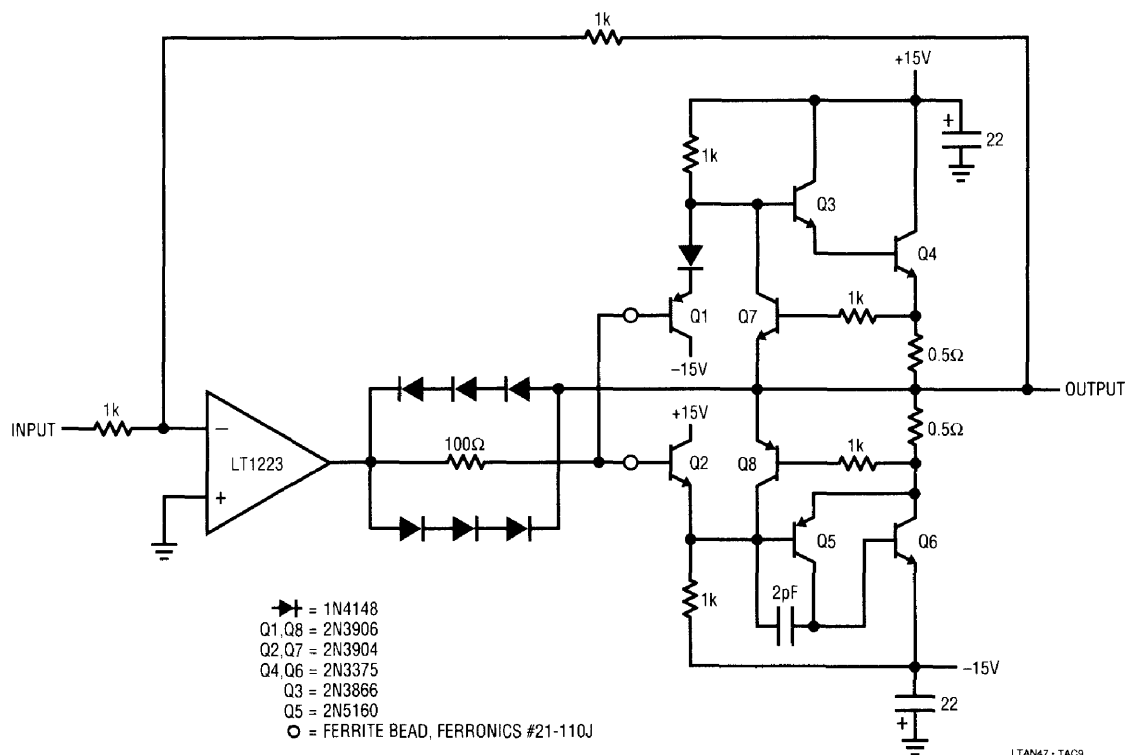 1k
+15V
+
22
1k
Q3
Q4
Q1
Q7
1k
0.5Ω
-15V
OUTPUT
INPUT
1k
-
LT1223
+
100Ω
+15V
Q2
Q8
1k
0.5Ω
Q5
Q6
1k
2pF
-15V
22
+
= 1N4148
Q1,Q8 = 2N3906
Q2,Q7 = 2N3904
Q4,Q6 = 2N3375
Q3 = 2N3866
Q5 = 2N5160
= FERRITE BEAD, FERRONICS #21-110J
LTAN47 • TAC9